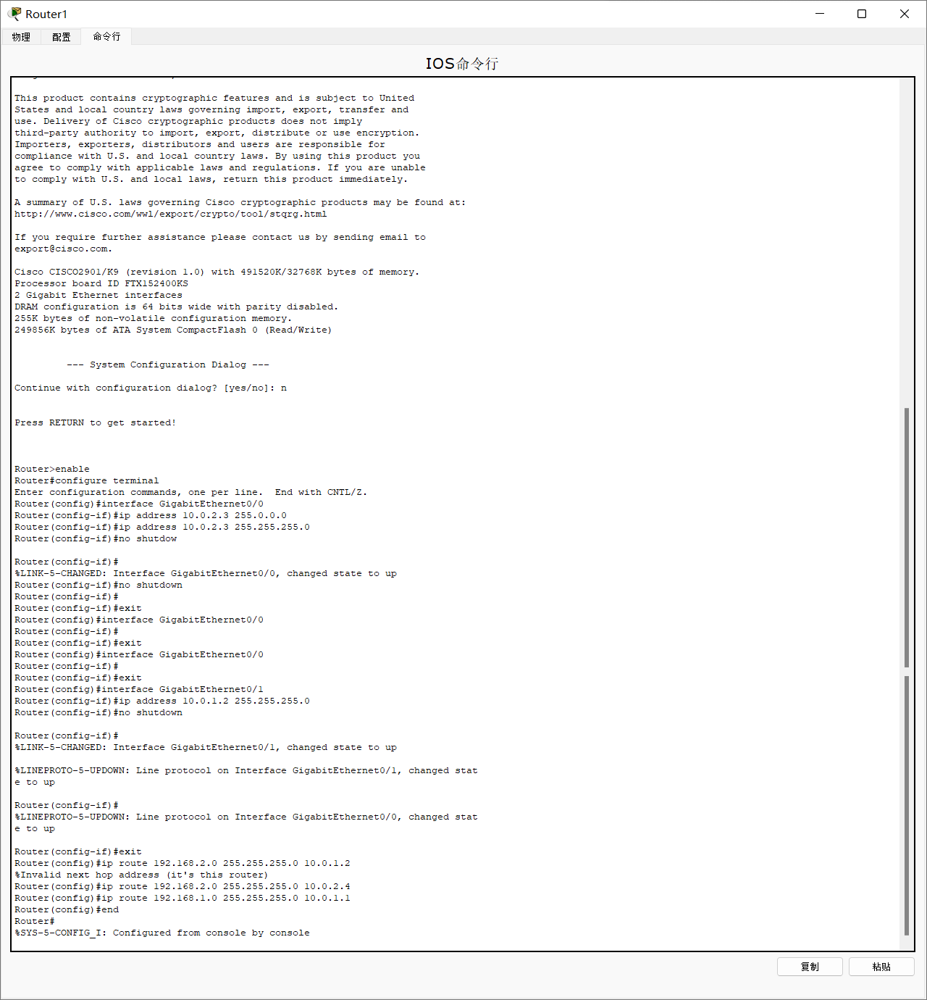 Router1
物理 配置 命令行
IOS命令行
This product contains cryptographic features and is subject to United
States and local country laws governing import, export, transfer and
use. Delivery of Cisco cryptographic products does not imply
third-party authority to import, export, distribute or use encryption.
Importers, exporters, distributors and users are responsible for
compliance with U.S. and local country laws. By using this product you
agree to comply with applicable laws and regulations. If you are unable
to comply with U.S. and local laws, return this product immediately.
A summary of U.S. laws governing Cisco cryptographic products may be found at:
http://www.cisco.com/wwl/export/crypto/tool/stqrg.html
If you require further assistance please contact us by sending email to
export@cisco.com.
Cisco CISCO2901/K9 (revision 1.0) with 491520K/32768K bytes of memory.
Processor board ID FTX152400KS
2 Gigabit Ethernet interfaces
DRAM configuration is 64 bits wide with parity disabled.
255K bytes of non-volatile configuration memory.
249856K bytes of ATA System CompactFlash 0 (Read/Write)
--- System Configuration Dialog ---
Continue with configuration dialog? [yes/no]: n
Press RETURN to get started!
Router>enable
Router#configure terminal
Enter configuration commands, one per line.  End with CNTL/Z.
Router(config)#interface GigabitEthernet0/0
Router(config-if)#ip address 10.0.2.3 255.0.0.0
Router(config-if)#ip address 10.0.2.3 255.255.255.0
Router(config-if)#no shutdow
Router(config-if)#
%LINK-5-CHANGED: Interface GigabitEthernet0/0, changed state to up
Router(config-if)#no shutdown
Router(config-if)#
Router(config-if)#exit
Router(config)#interface GigabitEthernet0/0
Router(config-if)#
Router(config-if)#exit
Router(config)#interface GigabitEthernet0/0
Router(config-if)#
Router(config-if)#exit
Router(config)#interface GigabitEthernet0/1
Router(config-if)#ip address 10.0.1.2 255.255.255.0
Router(config-if)#no shutdown
Router(config-if)#
%LINK-5-CHANGED: Interface GigabitEthernet0/1, changed state to up
%LINEPROTO-5-UPDOWN: Line protocol on Interface GigabitEthernet0/1, changed stat
e to up
Router(config-if)#
%LINEPROTO-5-UPDOWN: Line protocol on Interface GigabitEthernet0/0, changed stat
e to up
Router(config-if)#exit
Router(config)#ip route 192.168.2.0 255.255.255.0 10.0.1.2
%Invalid next hop address (it's this router)
Router(config)#ip route 192.168.2.0 255.255.255.0 10.0.2.4
Router(config)#ip route 192.168.1.0 255.255.255.0 10.0.1.1
Router(config)#end
Router#
%SYS-5-CONFIG_I: Configured from console by console
复制 粘贴